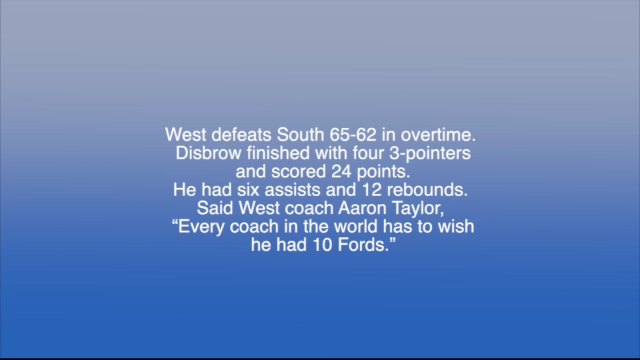 West defeats South 65-62 in overtime.
Disbrow finished with four 3-pointers
and scored 24 points.
He had six assists and 12 rebounds.
Said West coach Aaron Taylor,
“Every coach in the world has to wish
he had 10 Fords.”